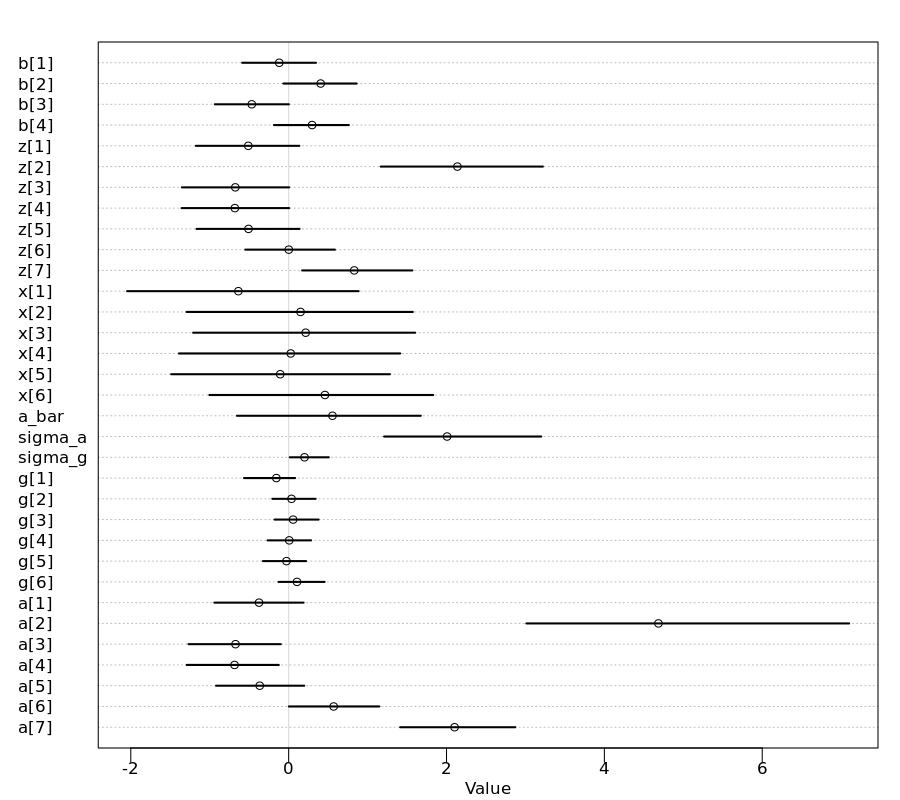 b[1]
b[2]
b[3]
b[4]
z[1]
z[2]
z[3]
z[4]
z[5]
z[6]
z[7]
x[1]
x[2]
x[3]
x[4]
x[5]
x[6]
a_bar
sigma_a
sigma_g
g[1]
g[2]
g[3]
g[4]
g[5]
g[6]
a[1]
a[2]
a[3]
a[4]
a[5]
a[6]
a[7]
-2 0 2 4 6
Value